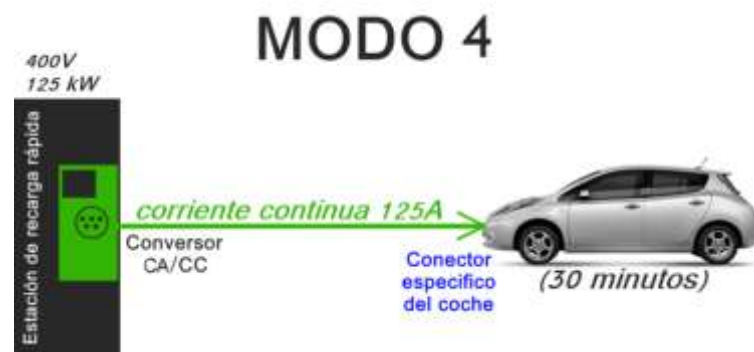 MODO 4
400V
125 kW
Estación de recarga rápida
corriente continua 125A
Conversor
CA/CC
Conector
especifico
del coche
(30 minutos)